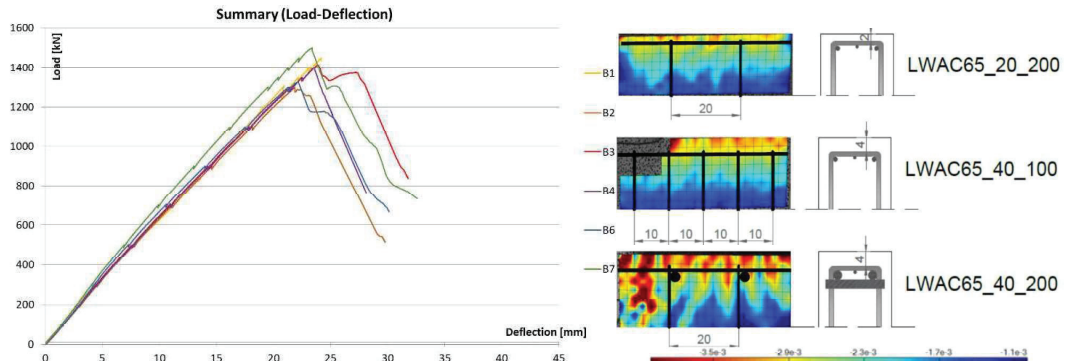 Summary (Load-Deflection)
Load [kN]
1600
1400
1200
1000
800
600
400
200
0
0
5
10
15
20
25
30
35
40
45
Deflection [mm]
B1
B2
B3
B4
B6
B7
20
2
LWAC65_20_200
10
10
10
10
4
LWAC65_40_100
20
4
LWAC65_40_200
-3.5e-3
-2.9e-3
-2.3e-3
-1.7e-3
-1.1e-3